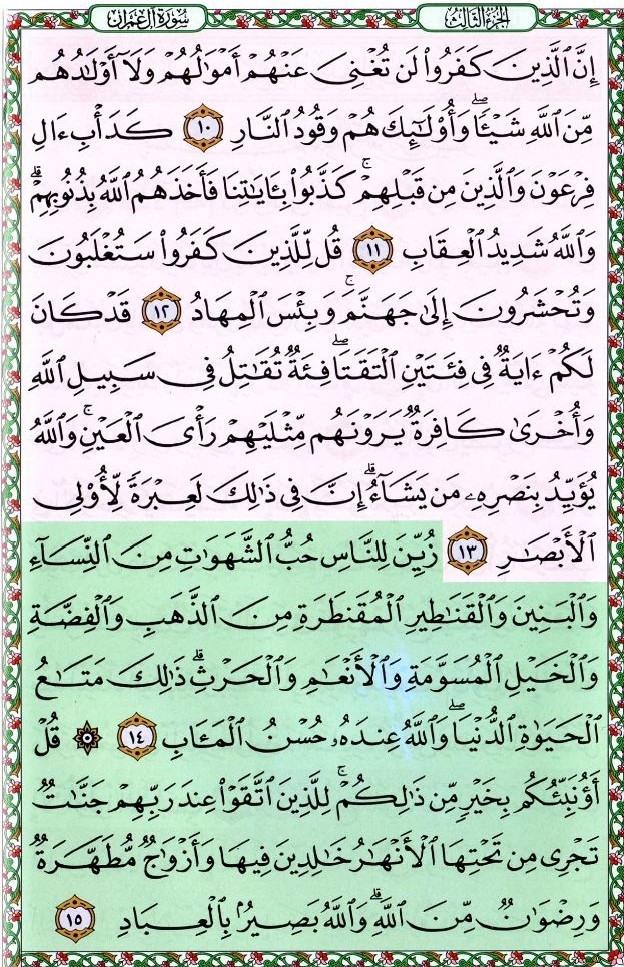 سُورَةُ آلِ عِمْرَانَ
الجُزْءُ الثَّالِثُ
إِنَّ ٱلَّذِينَ كَفَرُواْ لَن تُغْنِىَ عَنْهُمْ أَمْوَٰلُهُمْ وَلَآ أَوْلَٰدُهُم
مِّنَ ٱللَّهِ شَيْـًٔا ۖ وَأُوْلَٰٓئِكَ هُمْ وَقُودُ ٱلنَّارِ ١٠ كَدَأْبِ ءَالِ
فِرْعَوْنَ وَٱلَّذِينَ مِن قَبْلِهِمْ ۚ كَذَّبُواْ بِـَٔايَٰتِنَا فَأَخَذَهُمُ ٱللَّهُ بِذُنُوبِهِمْ ۗ
وَٱللَّهُ شَدِيدُ ٱلْعِقَابِ ١١ قُل لِّلَّذِينَ كَفَرُواْ سَتُغْلَبُونَ
وَتُحْشَرُونَ إِلَىٰ جَهَنَّمَ ۚ وَبِئْسَ ٱلْمِهَادُ ١٢ قَدْ كَانَ
لَكُمْ ءَايَةٌ فِى فِئَتَيْنِ ٱلْتَقَتَا ۖ فِئَةٌ تُقَٰتِلُ فِى سَبِيلِ ٱللَّهِ
وَأُخْرَىٰ كَافِرَةٌ يَرَوْنَهُم مِّثْلَيْهِمْ رَأْىَ ٱلْعَيْنِ ۚ وَٱللَّهُ
يُؤَيِّدُ بِنَصْرِهِۦ مَن يَشَآءُ ۗ إِنَّ فِى ذَٰلِكَ لَعِبْرَةً لِّأُوْلِى
ٱلْأَبْصَٰرِ ١٣ زُيِّنَ لِلنَّاسِ حُبُّ ٱلشَّهَوَٰتِ مِنَ ٱلنِّسَآءِ
وَٱلْبَنِينَ وَٱلْقَنَٰطِيرِ ٱلْمُقَنطَرَةِ مِنَ ٱلذَّهَبِ وَٱلْفِضَّةِ
وَٱلْخَيْلِ ٱلْمُسَوَّمَةِ وَٱلْأَنْعَٰمِ وَٱلْحَرْثِ ۗ ذَٰلِكَ مَتَٰعُ
ٱلْحَيَوٰةِ ٱلدُّنْيَا ۖ وَٱللَّهُ عِندَهُۥ حُسْنُ ٱلْمَـَٔابِ ١٤ ۞ قُلْ
أَؤُنَبِّئُكُم بِخَيْرٍ مِّن ذَٰلِكُمْ ۚ لِلَّذِينَ ٱتَّقَوْاْ عِندَ رَبِّهِمْ جَنَّٰتٌ
تَجْرِى مِن تَحْتِهَا ٱلْأَنْهَٰرُ خَٰلِدِينَ فِيهَا وَأَزْوَٰجٌ مُّطَهَّرَةٌ
وَرِضْوَٰنٌ مِّنَ ٱللَّهِ ۗ وَٱللَّهُ بَصِيرٌۢ بِٱلْعِبَادِ ١٥